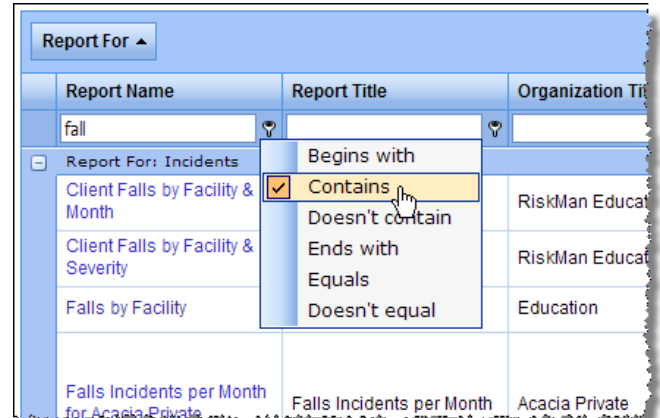 Report For
Report Name Report Title Organization
fall
Report For: Incidents
Begins with
Contains
Doesn't contain
Ends with
Equals
Doesn't equal
Client Falls by Facility &
Month
RiskMan Educat
Client Falls by Facility &
Severity
RiskMan Educat
Falls by Facility
Education
Falls Incidents per Month
for Acacia Private
Falls Incidents per Month
Acacia Private